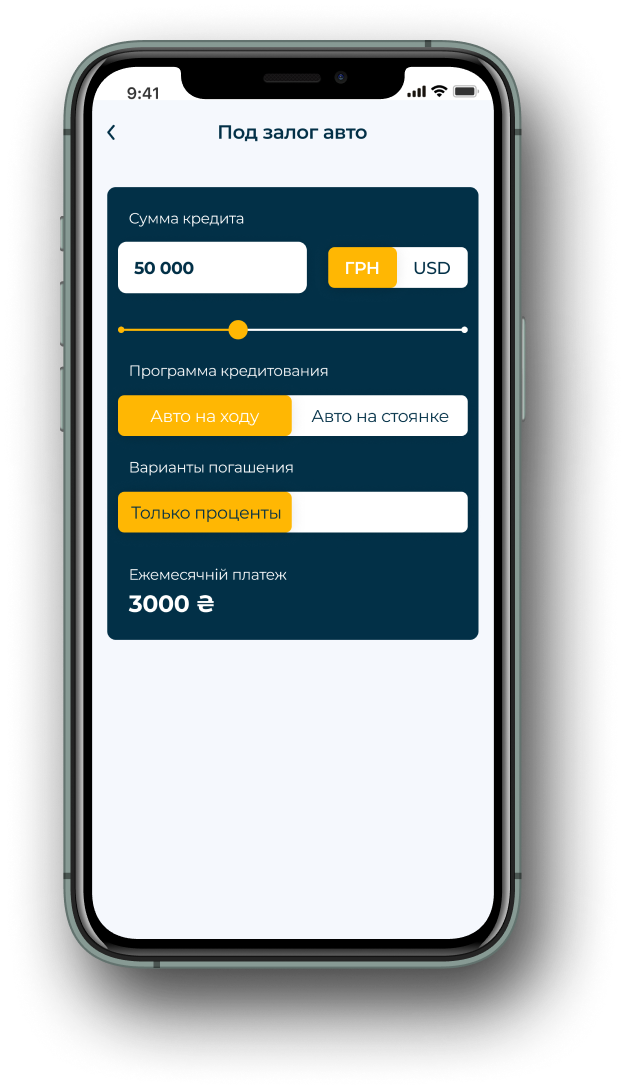 9:41
Под залог авто
Сумма кредита
50 000
ГРН
USD
Программа кредитования
Авто на ходу
Авто на стоянке
Варианты погашения
Только проценты
Ежемесячній платеж
3000 ₴